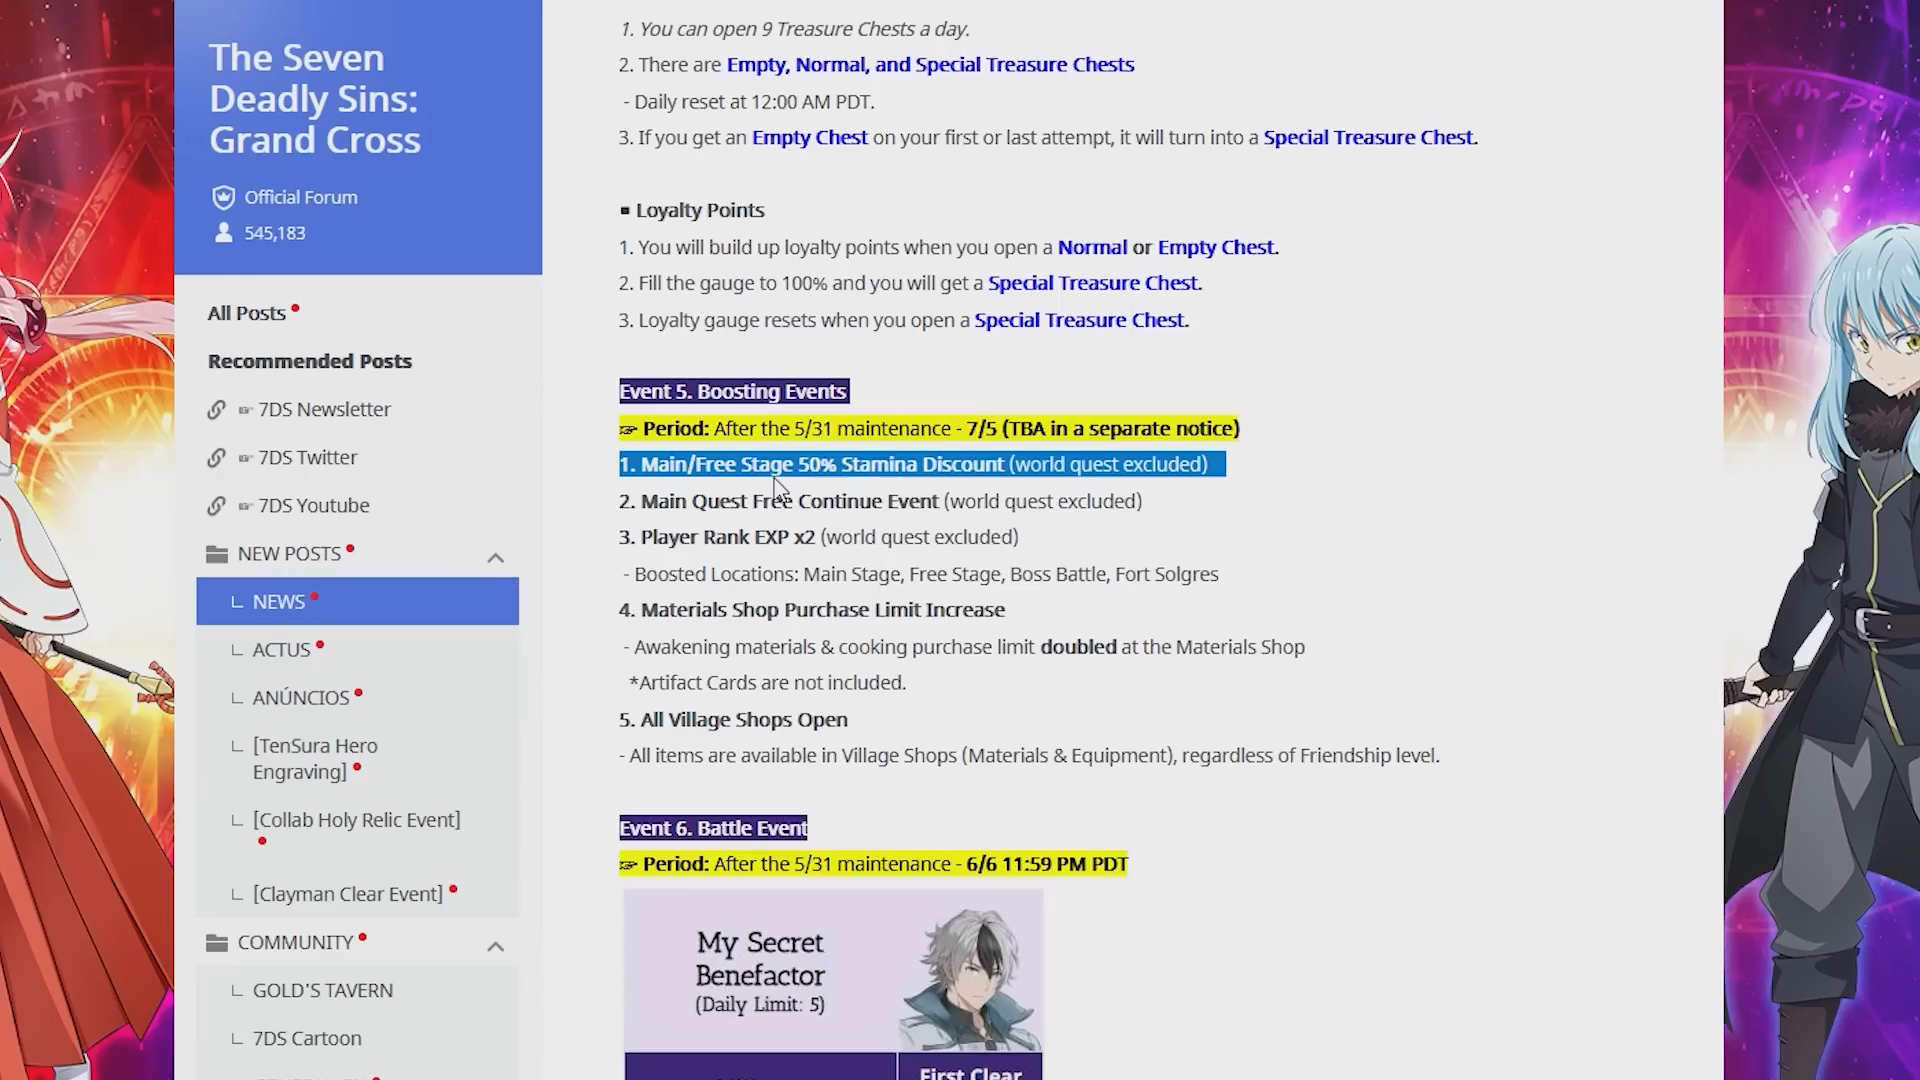 The Seven
Deadly Sins:
Grand Cross
Official Forum
545,183
All Posts
Recommended Posts
☞ 7DS Newsletter
☞ 7DS Twitter
☞ 7DS Youtube
NEW POSTS
NEWS
ACTUS
ANÚNCIOS
[TenSura Hero
Engraving]
[Collab Holy Relic Event]
[Clayman Clear Event]
COMMUNITY
GOLD'S TAVERN
7DS Cartoon
1. You can open 9 Treasure Chests a day.
2. There are Empty, Normal, and Special Treasure Chests
- Daily reset at 12:00 AM PDT.
3. If you get an Empty Chest on your first or last attempt, it will turn into a Special Treasure Chest.
▪ Loyalty Points
1. You will build up loyalty points when you open a Normal or Empty Chest.
2. Fill the gauge to 100% and you will get a Special Treasure Chest.
3. Loyalty gauge resets when you open a Special Treasure Chest.
Event 5. Boosting Events
☞ Period: After the 5/31 maintenance - 7/5 (TBA in a separate notice)
1. Main/Free Stage 50% Stamina Discount (world quest excluded)
2. Main Quest Free Continue Event (world quest excluded)
3. Player Rank EXP x2 (world quest excluded)
- Boosted Locations: Main Stage, Free Stage, Boss Battle, Fort Solgres
4. Materials Shop Purchase Limit Increase
- Awakening materials & cooking purchase limit doubled at the Materials Shop
*Artifact Cards are not included.
5. All Village Shops Open
- All items are available in Village Shops (Materials & Equipment), regardless of Friendship level.
Event 6. Battle Event
☞ Period: After the 5/31 maintenance - 6/6 11:59 PM PDT
My Secret
Benefactor
(Daily Limit: 5)
First Clear